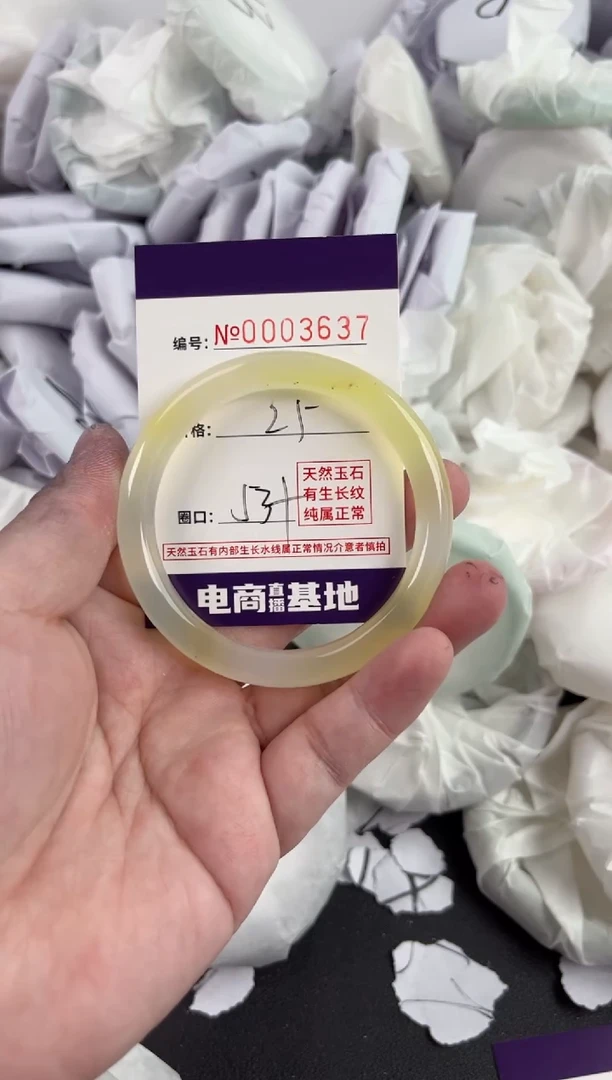 编号: №0003637
格: 25
圈口: 53
天然玉石
有生长纹
纯属正常
天然玉石有内部生长水线属正常情况介意者慎拍
电商直播基地